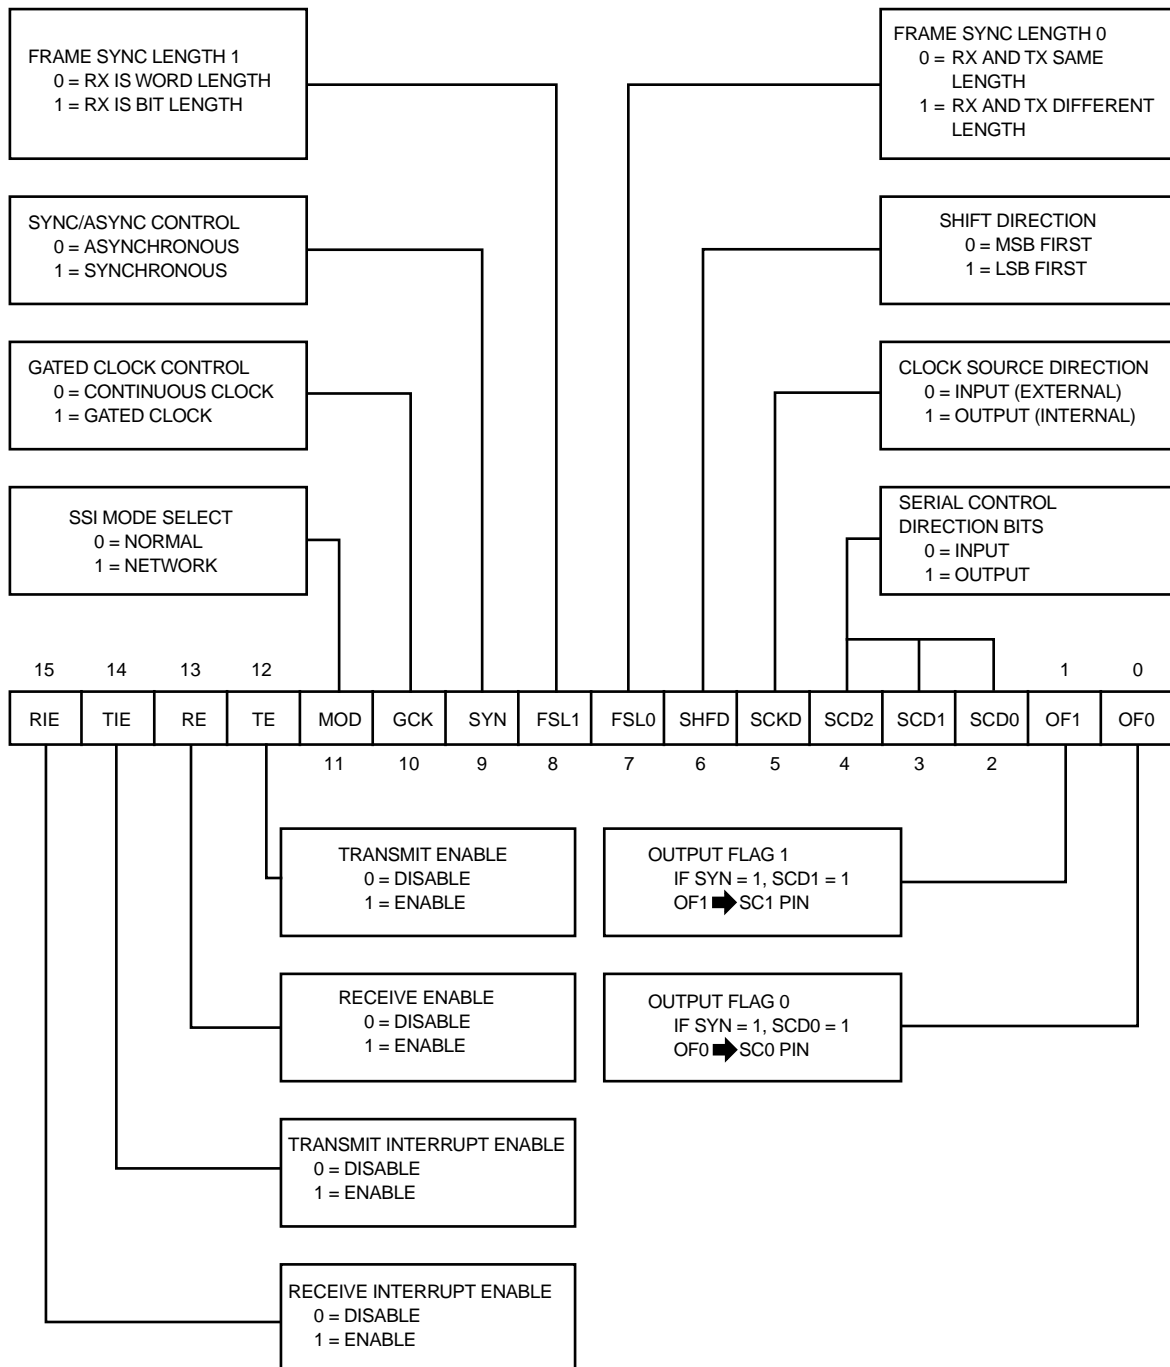 FRAME SYNC LENGTH 1
0 = RX IS WORD LENGTH
1 = RX IS BIT LENGTH
FRAME SYNC LENGTH 0
0 = RX AND TX SAME
LENGTH
1 = RX AND TX DIFFERENT
LENGTH
SYNC/ASYNC CONTROL
0 = ASYNCHRONOUS
1 = SYNCHRONOUS
SHIFT DIRECTION
0 = MSB FIRST
1 = LSB FIRST
GATED CLOCK CONTROL
0 = CONTINUOUS CLOCK
1 = GATED CLOCK
CLOCK SOURCE DIRECTION
0 = INPUT (EXTERNAL)
1 = OUTPUT (INTERNAL)
SSI MODE SELECT
0 = NORMAL
1 = NETWORK
SERIAL CONTROL
DIRECTION BITS
0 = INPUT
1 = OUTPUT
15 14 13 12 1 0
RIE TIE RE TE MOD GCK SYN FSL1 FSL0 SHFD SCKD SCD2 SCD1 SCD0 OF1 OF0
11 10 9 8 7 6 5 4 3 2
TRANSMIT ENABLE
0 = DISABLE
1 = ENABLE
OUTPUT FLAG 1
IF SYN = 1, SCD1 = 1
OF1 ➡ SC1 PIN
RECEIVE ENABLE
0 = DISABLE
1 = ENABLE
OUTPUT FLAG 0
IF SYN = 1, SCD0 = 1
OF0 ➡ SC0 PIN
TRANSMIT INTERRUPT ENABLE
0 = DISABLE
1 = ENABLE
RECEIVE INTERRUPT ENABLE
0 = DISABLE
1 = ENABLE